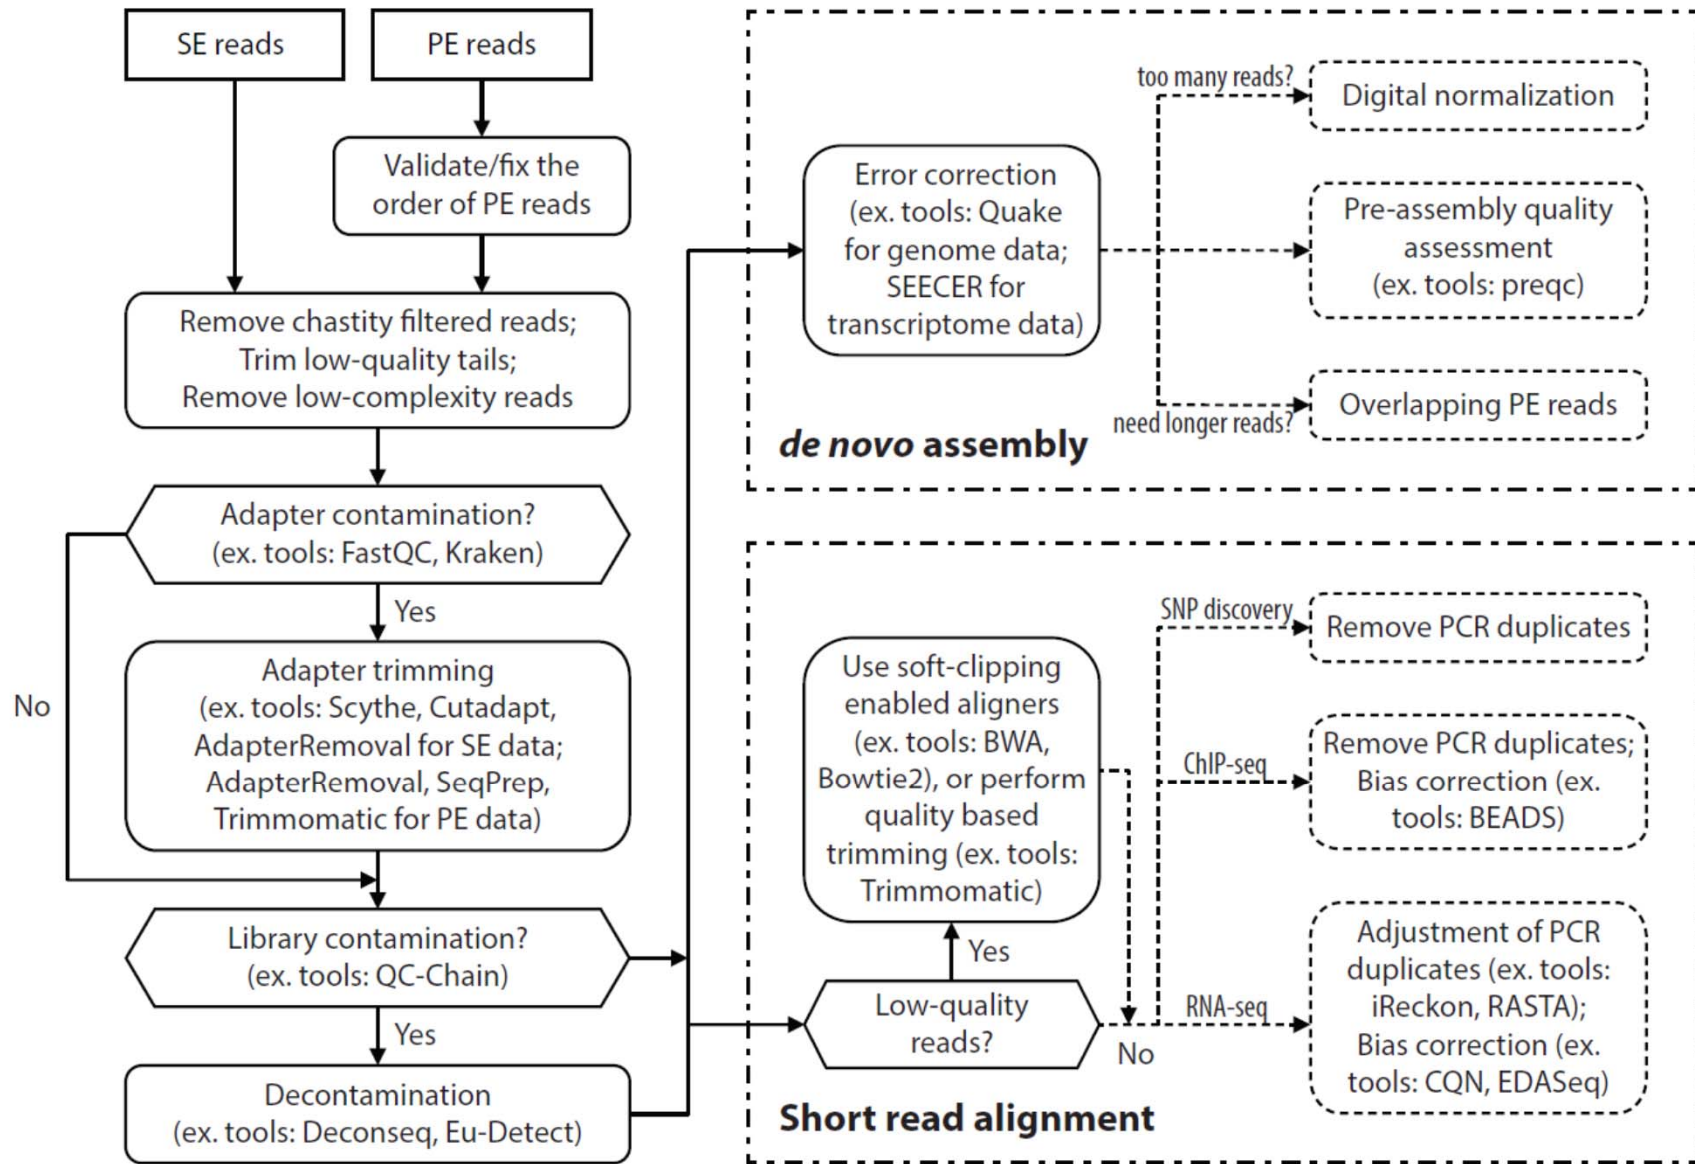 SE reads
PE reads
Validate/fix the
order of PE reads
Remove chastity filtered reads;
Trim low-quality tails;
Remove low-complexity reads
Adapter contamination?
(ex. tools: FastQC, Kraken)
Yes
No
Adapter trimming
(ex. tools: Scythe, Cutadapt,
AdapterRemoval for SE data;
AdapterRemoval, SeqPrep,
Trimmomatic for PE data)
Library contamination?
(ex. tools: QC-Chain)
Yes
Decontamination
(ex. tools: Deconseq, Eu-Detect)
Error correction
(ex. tools: Quake
for genome data;
SEECER for
transcriptome data)
too many reads?
Digital normalization
Pre-assembly quality
assessment
(ex. tools: preqc)
need longer reads?
Overlapping PE reads
de novo assembly
Use soft-clipping
enabled aligners
(ex. tools: BWA,
Bowtie2), or perform
quality based
trimming (ex. tools:
Trimmomatic)
Yes
Low-quality
reads?
No
SNP discovery
Remove PCR duplicates
ChIP-seq
Remove PCR duplicates;
Bias correction (ex.
tools: BEADS)
RNA-seq
Adjustment of PCR
duplicates (ex. tools:
iReckon, RASTA);
Bias correction (ex.
tools: CQN, EDASeq)
Short read alignment